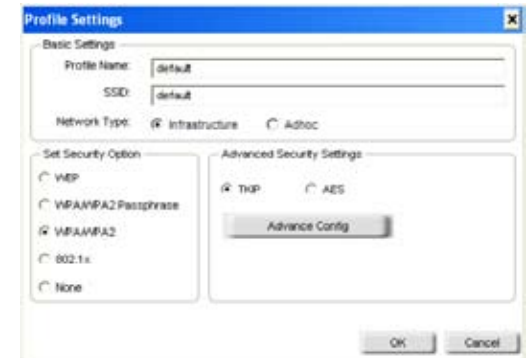 Profile Settings
Basic Settings
Profile Name: default
SSID: default
Network Type: Infrastructure Adhoc
Set Security Option
WEP
WPA/WPA2 Passphrase
WPA/WPA2
802.1x
None
Advanced Security Settings
TKIP AES
Advance Config
OK Cancel